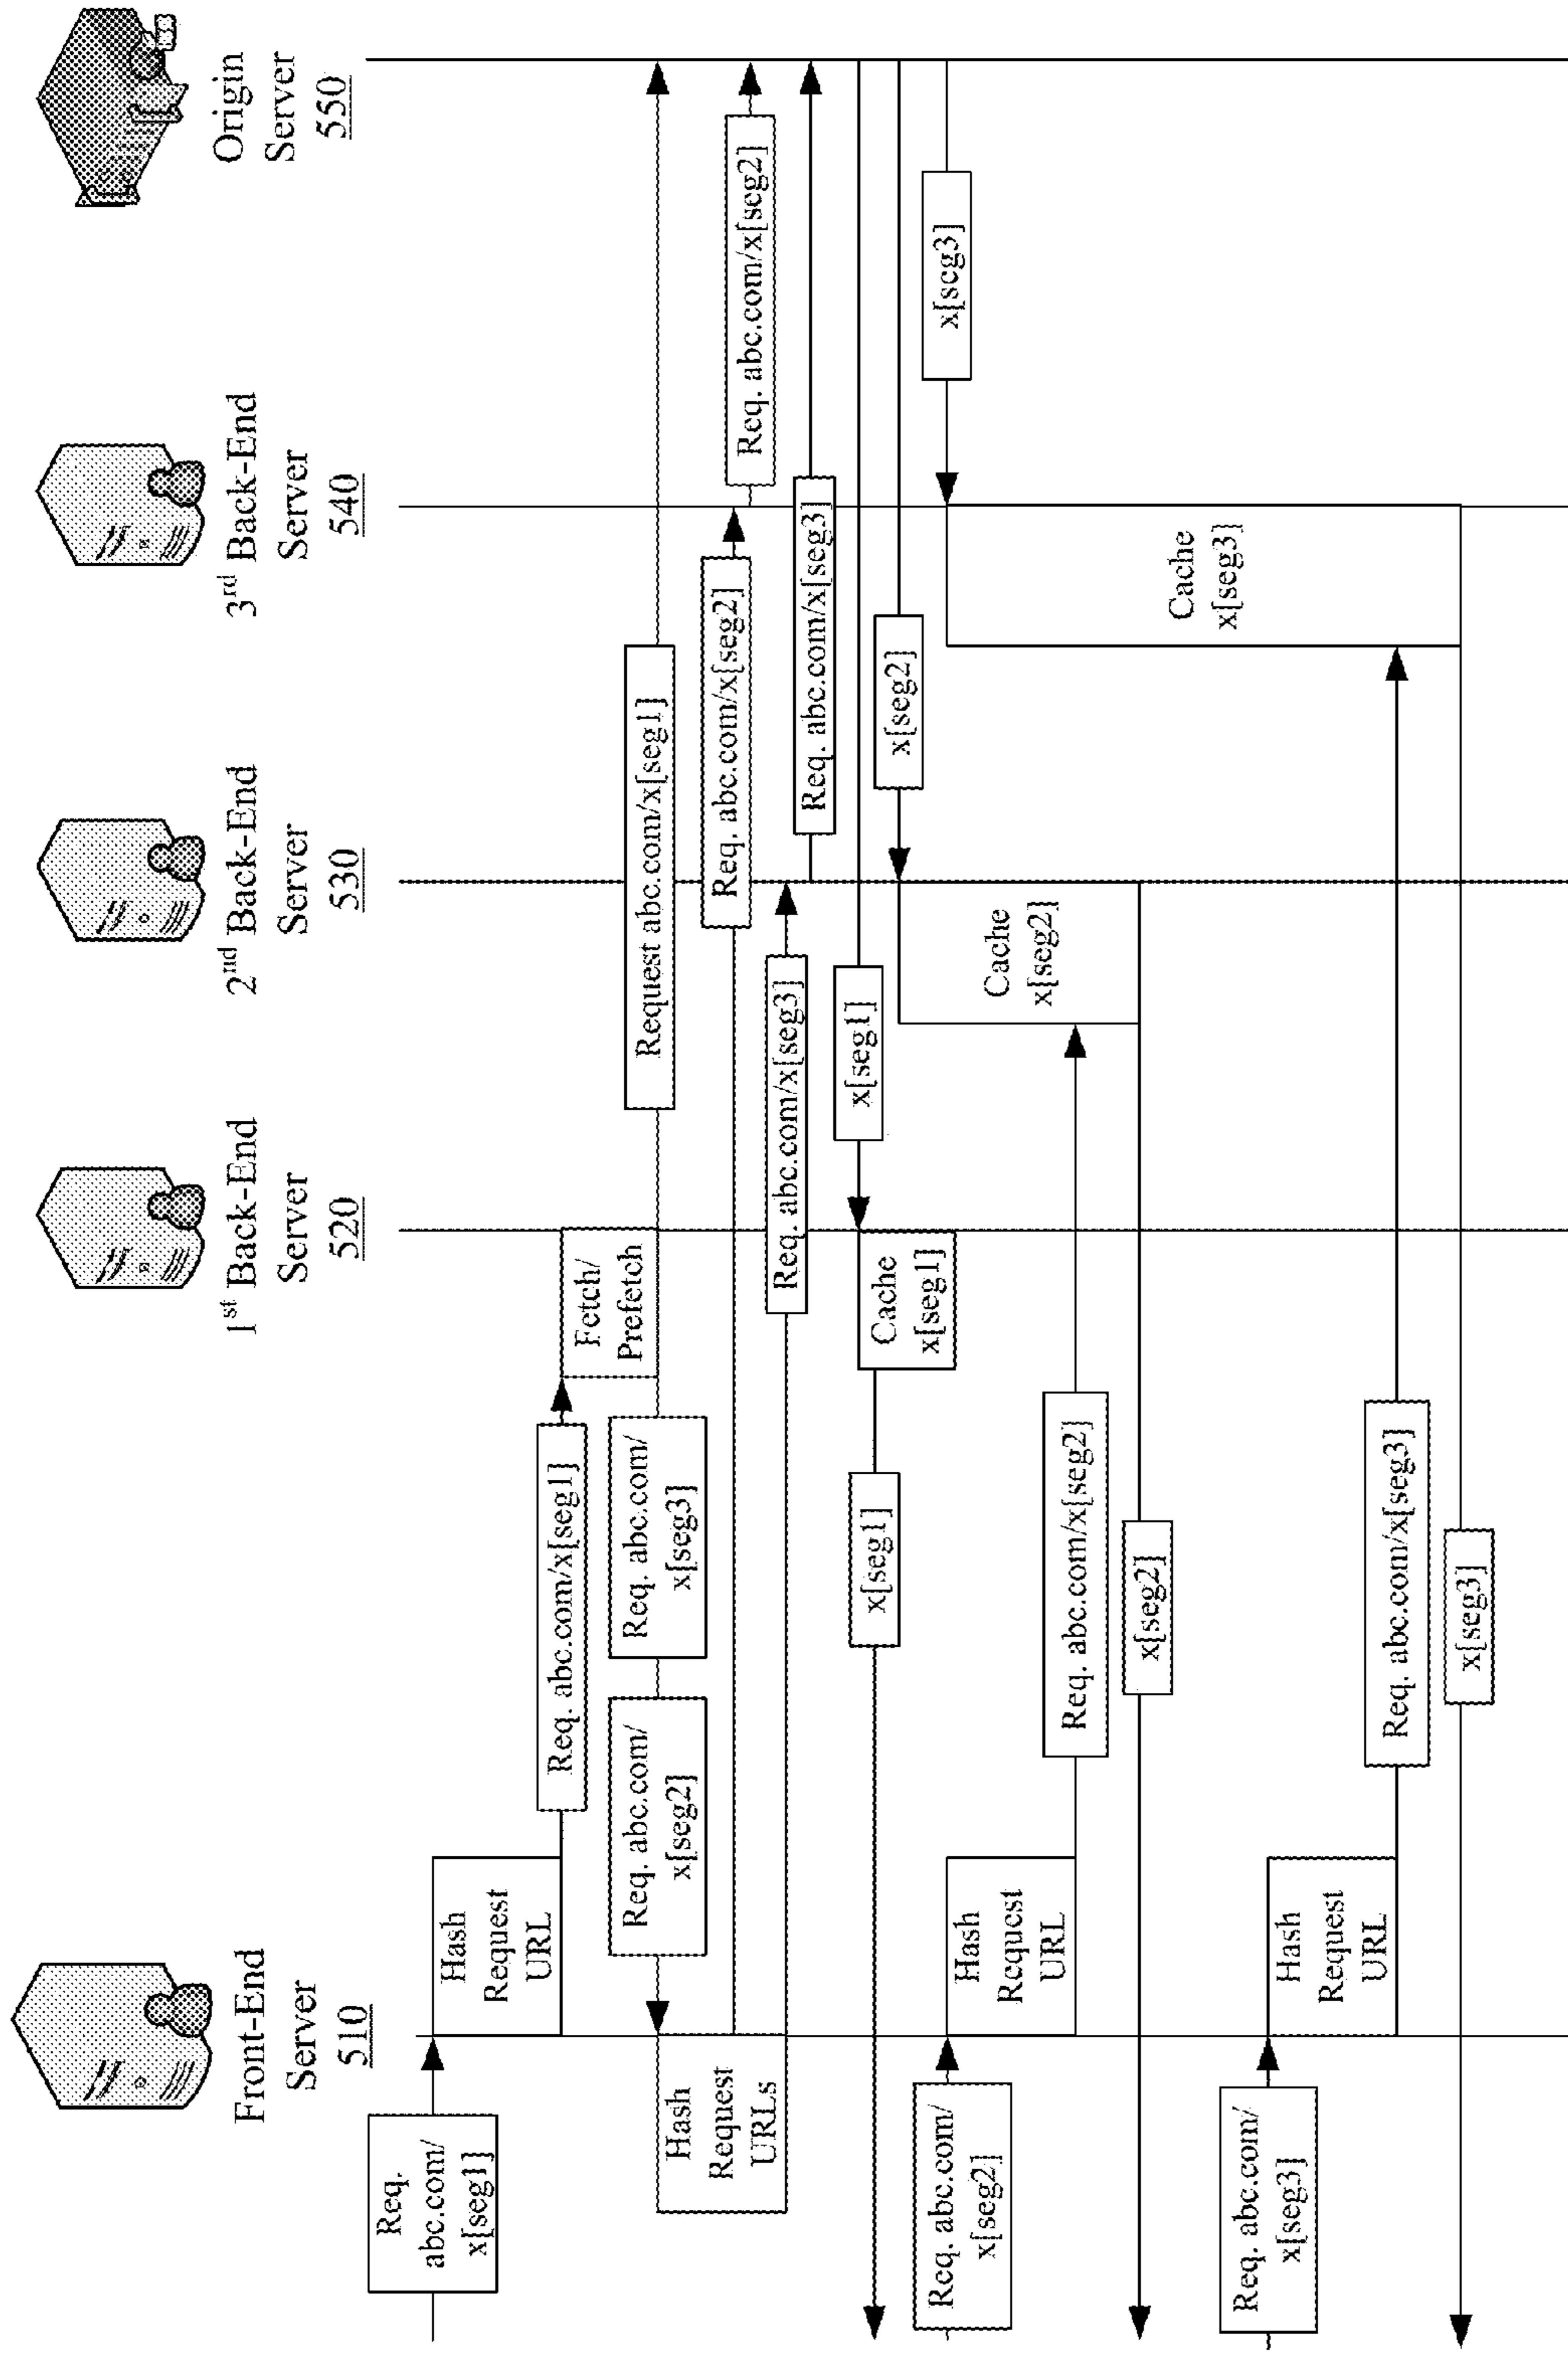 Front-End
Server
510
1st Back-End
Server
520
2nd Back-End
Server
530
3rd Back-End
Server
540
Origin
Server
550
Req.
abc.com/
x[seg1]
Hash
Request
URL
Req. abc.com/x[seg1]
Fetch/
Prefetch
Request abc.com/x[seg1]
Req. abc.com/
x[seg2]
Req. abc.com/
x[seg3]
Hash
Request
URLs
Req. abc.com/x[seg2]
Req. abc.com/x[seg2]
Req. abc.com/x[seg3]
Req. abc.com/x[seg3]
x[seg1]
Cache
x[seg1]
x[seg1]
x[seg2]
Cache
x[seg2]
x[seg3]
Cache
x[seg3]
Req. abc.com/
x[seg2]
Hash
Request
URL
Req. abc.com/x[seg2]
x[seg2]
Req. abc.com/
x[seg3]
Hash
Request
URL
Req. abc.com/x[seg3]
x[seg3]